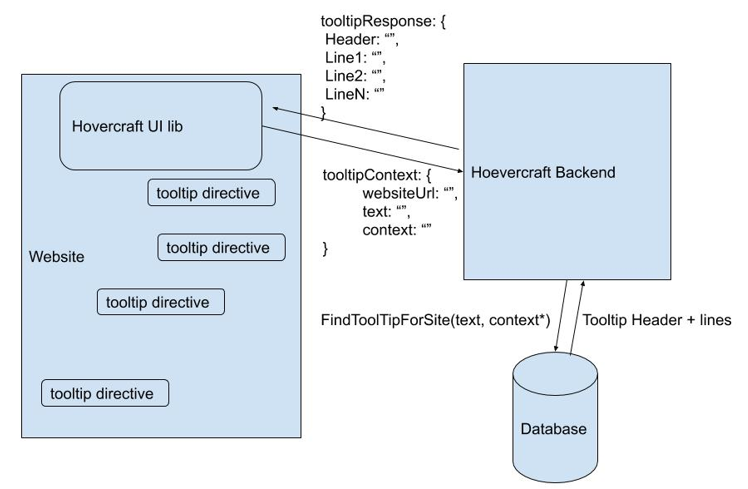 tooltipResponse: {
Header: “”,
Line1: “”,
Line2: “”,
LineN: “”
}
Hovercraft UI lib
tooltip directive
tooltip directive
Website
tooltip directive
tooltip directive
tooltipContext: {
websiteUrl: “”,
text: “”,
context: “”
}
Hoevercraft Backend
FindToolTipForSite(text, context*)
Tooltip Header + lines
Database